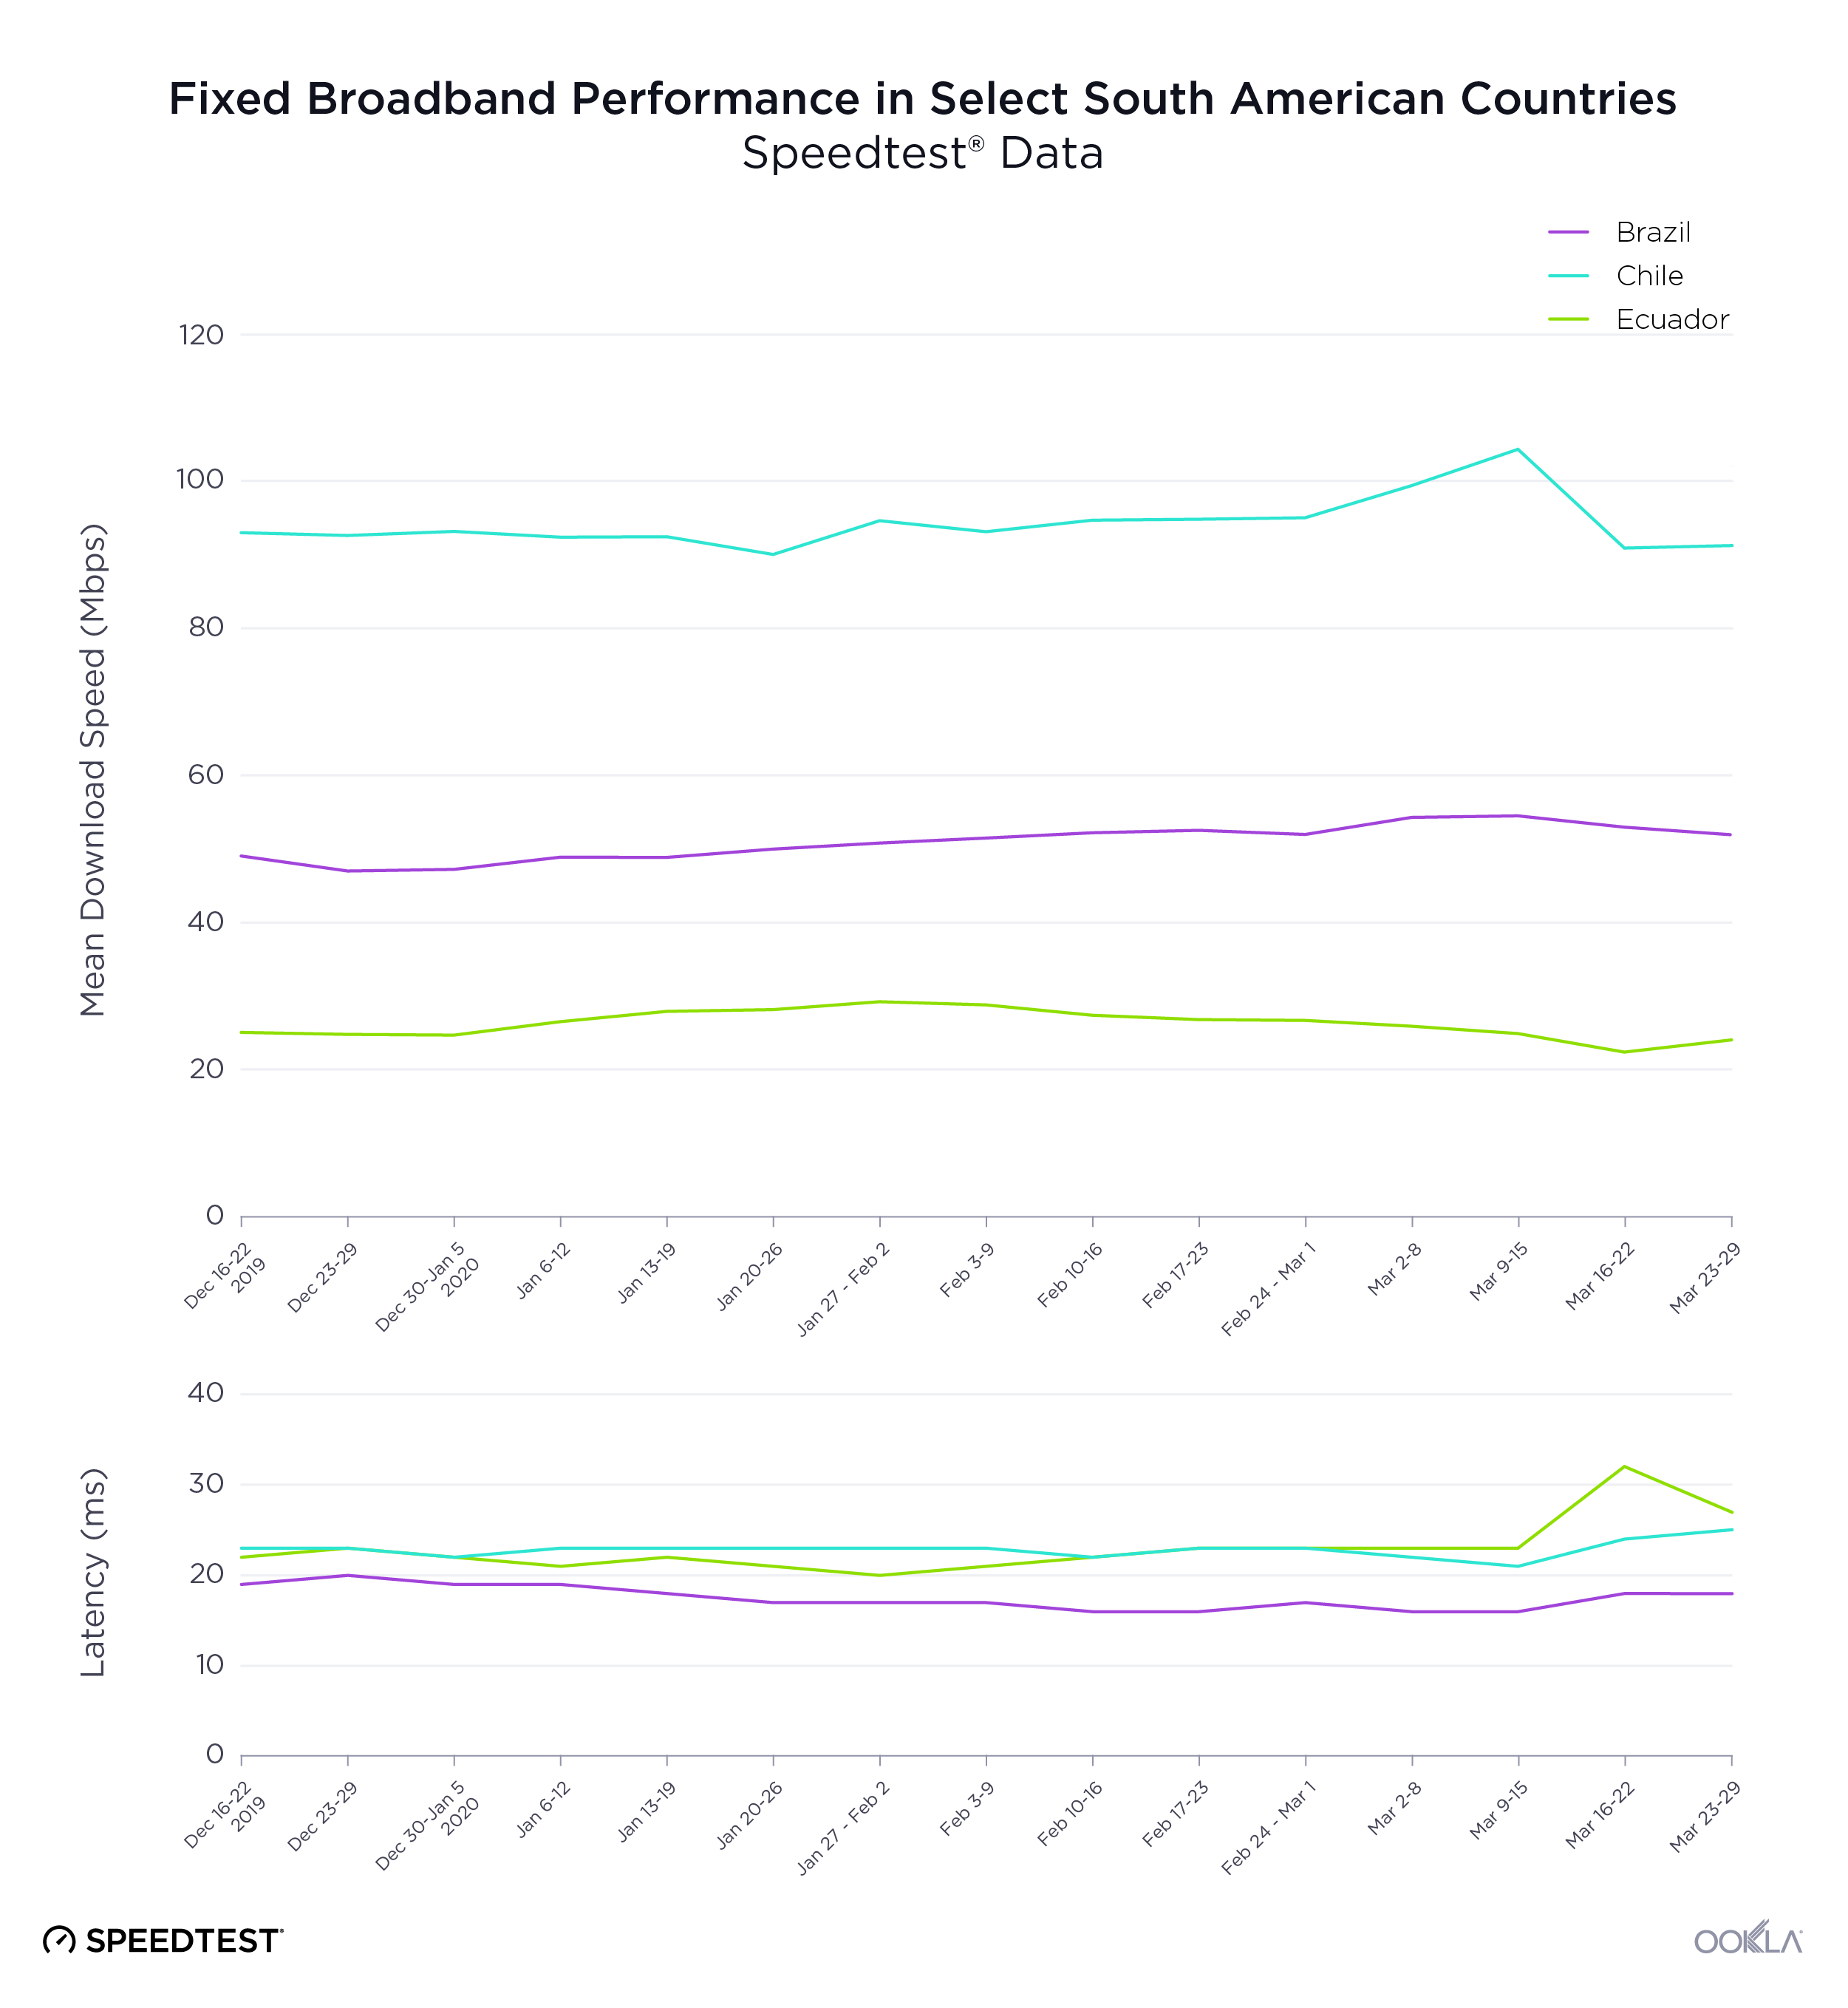 Fixed Broadband Performance in Select South American Countries
Speedtest® Data
Brazil
Chile
Ecuador
Mean Download Speed (Mbps)
120
100
80
60
40
20
0
Dec 16-22
2019
Dec 23-29
Dec 30-Jan 5
2020
Jan 6-12
Jan 13-19
Jan 20-26
Jan 27 - Feb 2
Feb 3-9
Feb 10-16
Feb 17-23
Feb 24 - Mar 1
Mar 2-8
Mar 9-15
Mar 16-22
Mar 23-29
Latency (ms)
40
30
20
10
0
Dec 16-22
2019
Dec 23-29
Dec 30-Jan 5
2020
Jan 6-12
Jan 13-19
Jan 20-26
Jan 27 - Feb 2
Feb 3-9
Feb 10-16
Feb 17-23
Feb 24 - Mar 1
Mar 2-8
Mar 9-15
Mar 16-22
Mar 23-29
SPEEDTEST®
OOKLA®